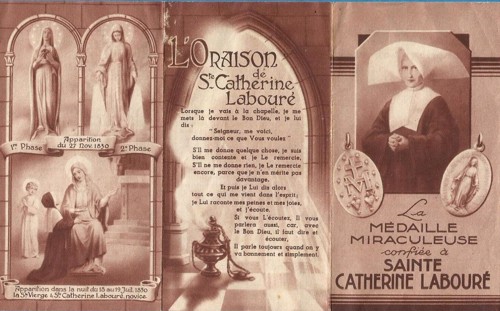 Apparition
du 27 Nov. 1830
1re Phase
2e Phase
Apparition dans la nuit du 18 au 19 Juil. 1830
la Ste Vierge & Ste Catherine Labouré, novice.
L'ORAISON
de
Ste Catherine
Labouré
Lorsque je vais à la chapelle, je me
mets là devant le Bon Dieu, et je lui
dis :
"Seigneur, me voici,
donnez-moi ce que Vous voulez"
S'il me donne quelque chose, je suis
bien contente et je Le remercie.
S'il ne me donne rien, je Le remercie
encore, parce que je n'en mérite pas
davantage.
Et puis je Lui dis alors
tout ce qui me vient dans l'esprit;
je Lui raconte mes peines et mes joies,
et j'écoute.
Si vous L'écoutez, Il vous
parlera aussi, car, avec
le Bon Dieu, il faut dire et
écouter.
Il parle toujours quand on y
va bonnement et simplement.
La
MÉDAILLE
MIRACULEUSE
confiée à
SAINTE
CATHERINE LABOURÉ